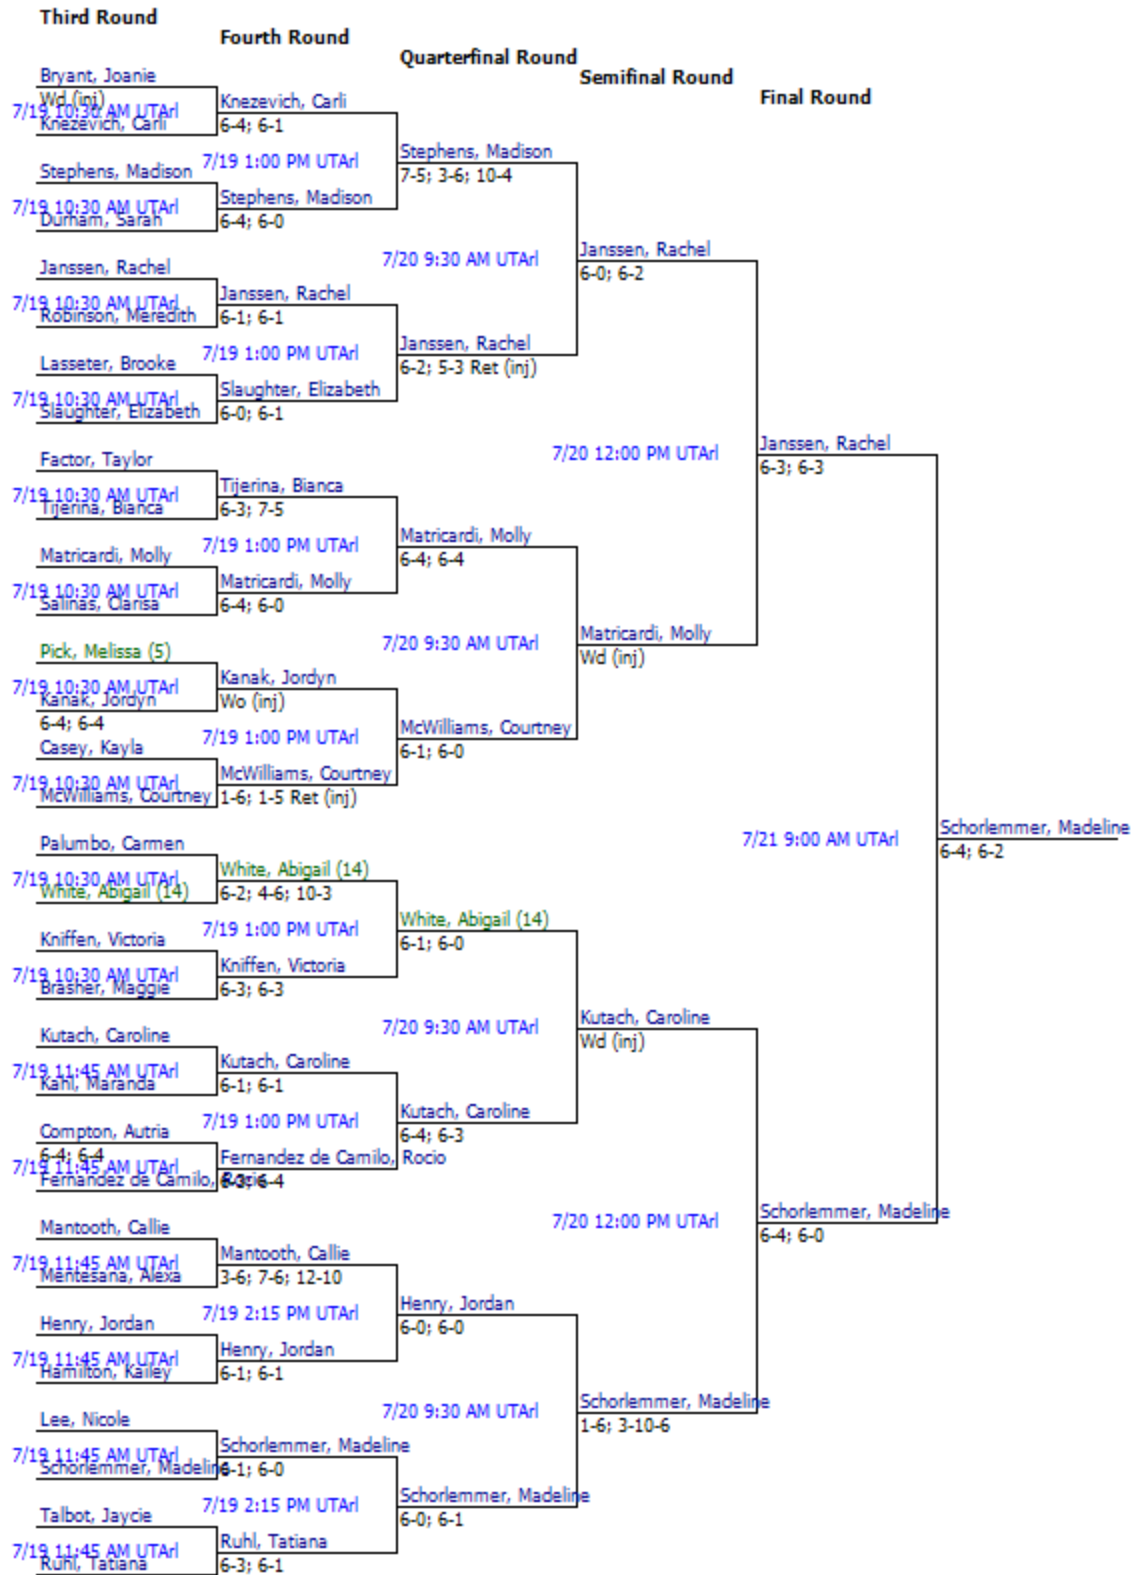 Third Round
Fourth Round
Quarterfinal Round
Semifinal Round
Final Round
Bryant, Joanie
Wd (inj)
7/19 10:30 AM UTArl
Knezevich, Carli
Knezevich, Carli
6-4; 6-1
7/19 1:00 PM UTArl
Stephens, Madison
7-5; 3-6; 10-4
Stephens, Madison
7/19 10:30 AM UTArl
Durham, Sarah
Stephens, Madison
6-4; 6-0
7/20 9:30 AM UTArl
Janssen, Rachel
6-0; 6-2
Janssen, Rachel
7/19 10:30 AM UTArl
Robinson, Meredith
Janssen, Rachel
6-1; 6-1
7/19 1:00 PM UTArl
Janssen, Rachel
6-2; 5-3 Ret (inj)
Lasseter, Brooke
7/19 10:30 AM UTArl
Slaughter, Elizabeth
Slaughter, Elizabeth
6-0; 6-1
7/20 12:00 PM UTArl
Janssen, Rachel
6-3; 6-3
Factor, Taylor
7/19 10:30 AM UTArl
Tijerina, Bianca
Tijerina, Bianca
6-3; 7-5
7/19 1:00 PM UTArl
Matricardi, Molly
6-4; 6-4
Matricardi, Molly
7/19 10:30 AM UTArl
Salinas, Clarisa
Matricardi, Molly
6-4; 6-0
7/20 9:30 AM UTArl
Matricardi, Molly
Wd (inj)
Pick, Melissa (5)
7/19 10:30 AM UTArl
Kanak, Jordyn
6-4; 6-4
Kanak, Jordyn
Wo (inj)
7/19 1:00 PM UTArl
McWilliams, Courtney
6-1; 6-0
Casey, Kayla
7/19 10:30 AM UTArl
McWilliams, Courtney
McWilliams, Courtney
1-6; 1-5 Ret (inj)
7/21 9:00 AM UTArl
Schorlemmer, Madeline
6-4; 6-2
Palumbo, Carmen
7/19 10:30 AM UTArl
White, Abigail (14)
White, Abigail (14)
6-2; 4-6; 10-3
7/19 1:00 PM UTArl
White, Abigail (14)
6-1; 6-0
Kniffen, Victoria
7/19 10:30 AM UTArl
Brasher, Maggie
Kniffen, Victoria
6-3; 6-3
7/20 9:30 AM UTArl
Kutach, Caroline
Wd (inj)
Kutach, Caroline
7/19 11:45 AM UTArl
Kahl, Maranda
Kutach, Caroline
6-1; 6-1
7/19 1:00 PM UTArl
Kutach, Caroline
6-4; 6-3
Compton, Autria
6-4; 6-4
7/19 11:45 AM UTArl
Fernandez de Camilo, Rocio
Fernandez de Camilo, Rocio
6-3; 6-4
7/20 12:00 PM UTArl
Schorlemmer, Madeline
6-4; 6-0
Mantooth, Callie
7/19 11:45 AM UTArl
Mentesana, Alexa
Mantooth, Callie
3-6; 7-6; 12-10
7/19 2:15 PM UTArl
Henry, Jordan
6-0; 6-0
Henry, Jordan
7/19 11:45 AM UTArl
Hamilton, Kailey
Henry, Jordan
6-1; 6-1
7/20 9:30 AM UTArl
Schorlemmer, Madeline
1-6; 3-10-6
Lee, Nicole
7/19 11:45 AM UTArl
Schorlemmer, Madeline
Schorlemmer, Madeline
6-1; 6-0
7/19 2:15 PM UTArl
Schorlemmer, Madeline
6-0; 6-1
Talbot, Jaycie
7/19 11:45 AM UTArl
Ruhl, Tatiana
Ruhl, Tatiana
6-3; 6-1